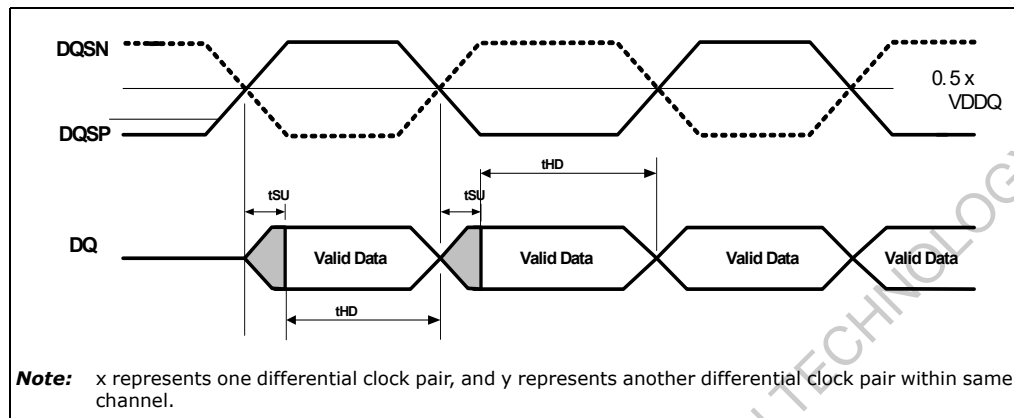 DQSN
0.5 x
VDDQ
DQSP
tHD
tSU
tSU
DQ
Valid Data
Valid Data
Valid Data
Valid Data
tHD
Note: x represents one differential clock pair, and y represents another differential clock pair within same
channel.
TECHNOLOGY